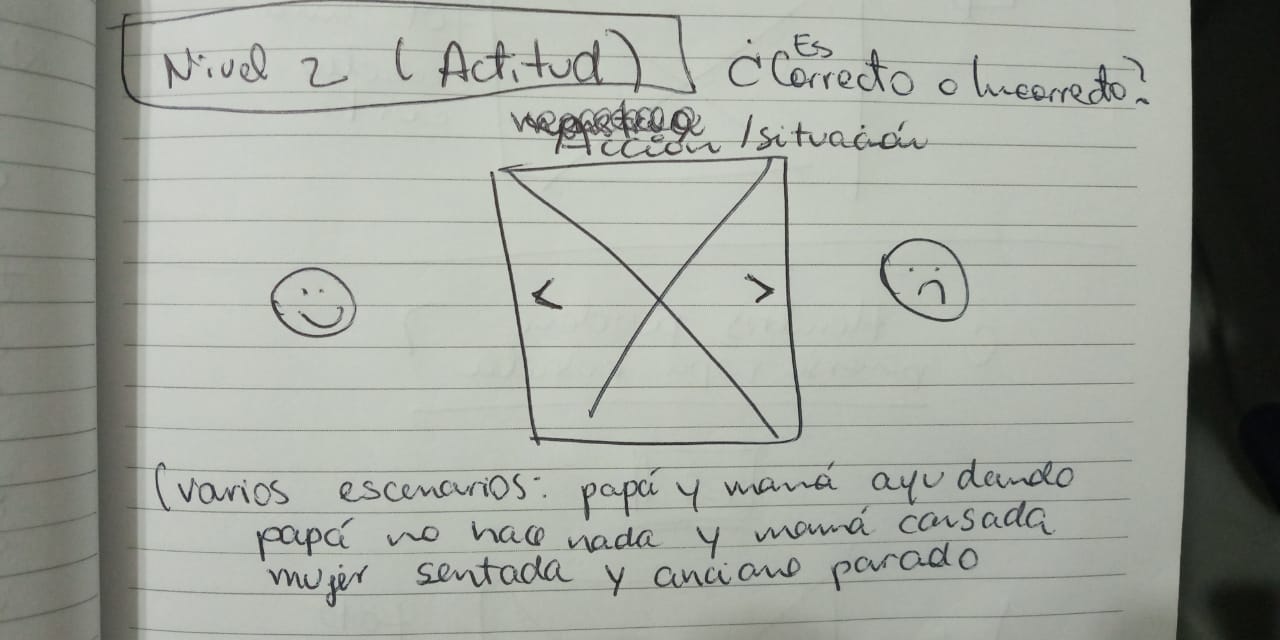 Nivel 2 (Actitud)
¿Es Correcto o Incorrecto?
Acción /situación
< >
(varios escenarios: papá y mamá ayudando
papá no hace nada y mamá cansada
mujer sentada y anciano parado